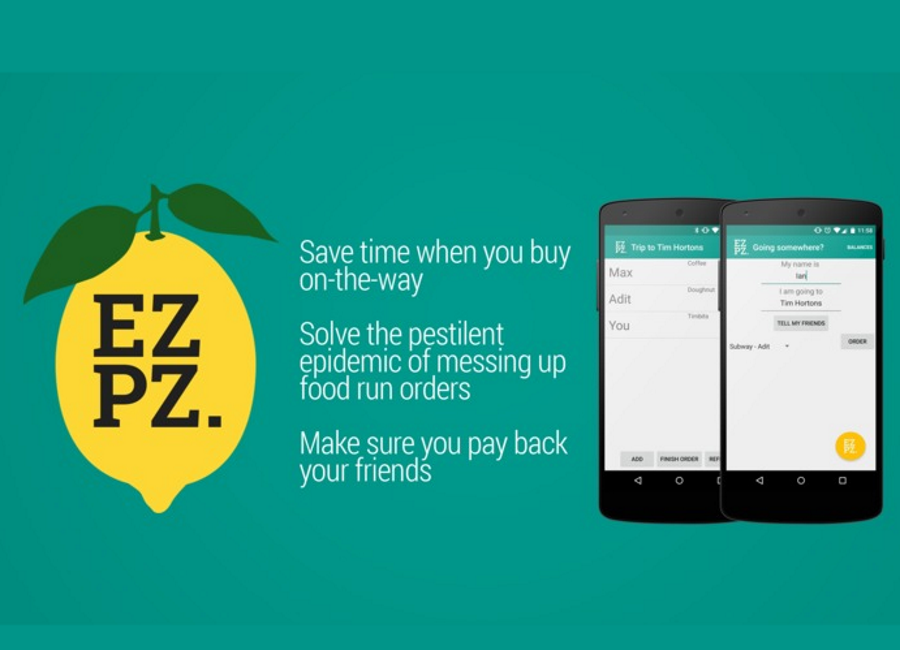 EZ
PZ.
Save time when you buy
on-the-way
Solve the pestilent
epidemic of messing up
food run orders
Make sure you pay back
your friends
EZ
PZ.
Trip to Tim Hortons
Max
Coffee
Adit
Doughnut
You
Timbits
ADD
FINISH ORDER
11:58
EZ
PZ.
Going somewhere?
BALANCES
My name is
Ian
I am going to
Tim Hortons
TELL MY FRIENDS
Subway - Adit
ORDER
EZ
PZ.